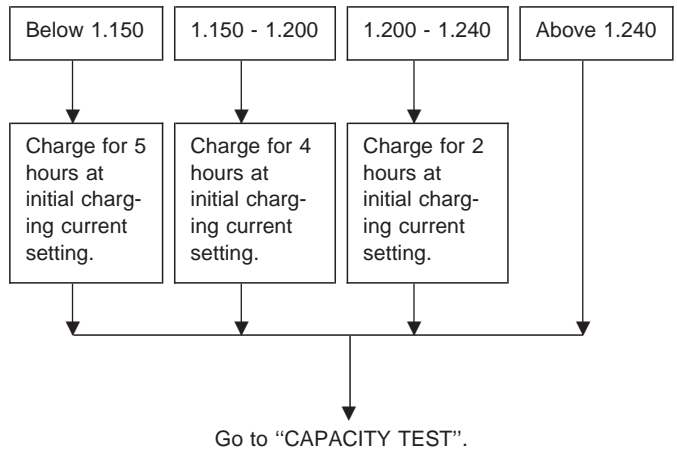 Below 1.150
1.150 - 1.200
1.200 - 1.240
Above 1.240
Charge for 5
hours at
initial charg-
ing current
setting.
Charge for 4
hours at
initial charg-
ing current
setting.
Charge for 2
hours at
initial charg-
ing current
setting.
Go to ‘‘CAPACITY TEST’’.